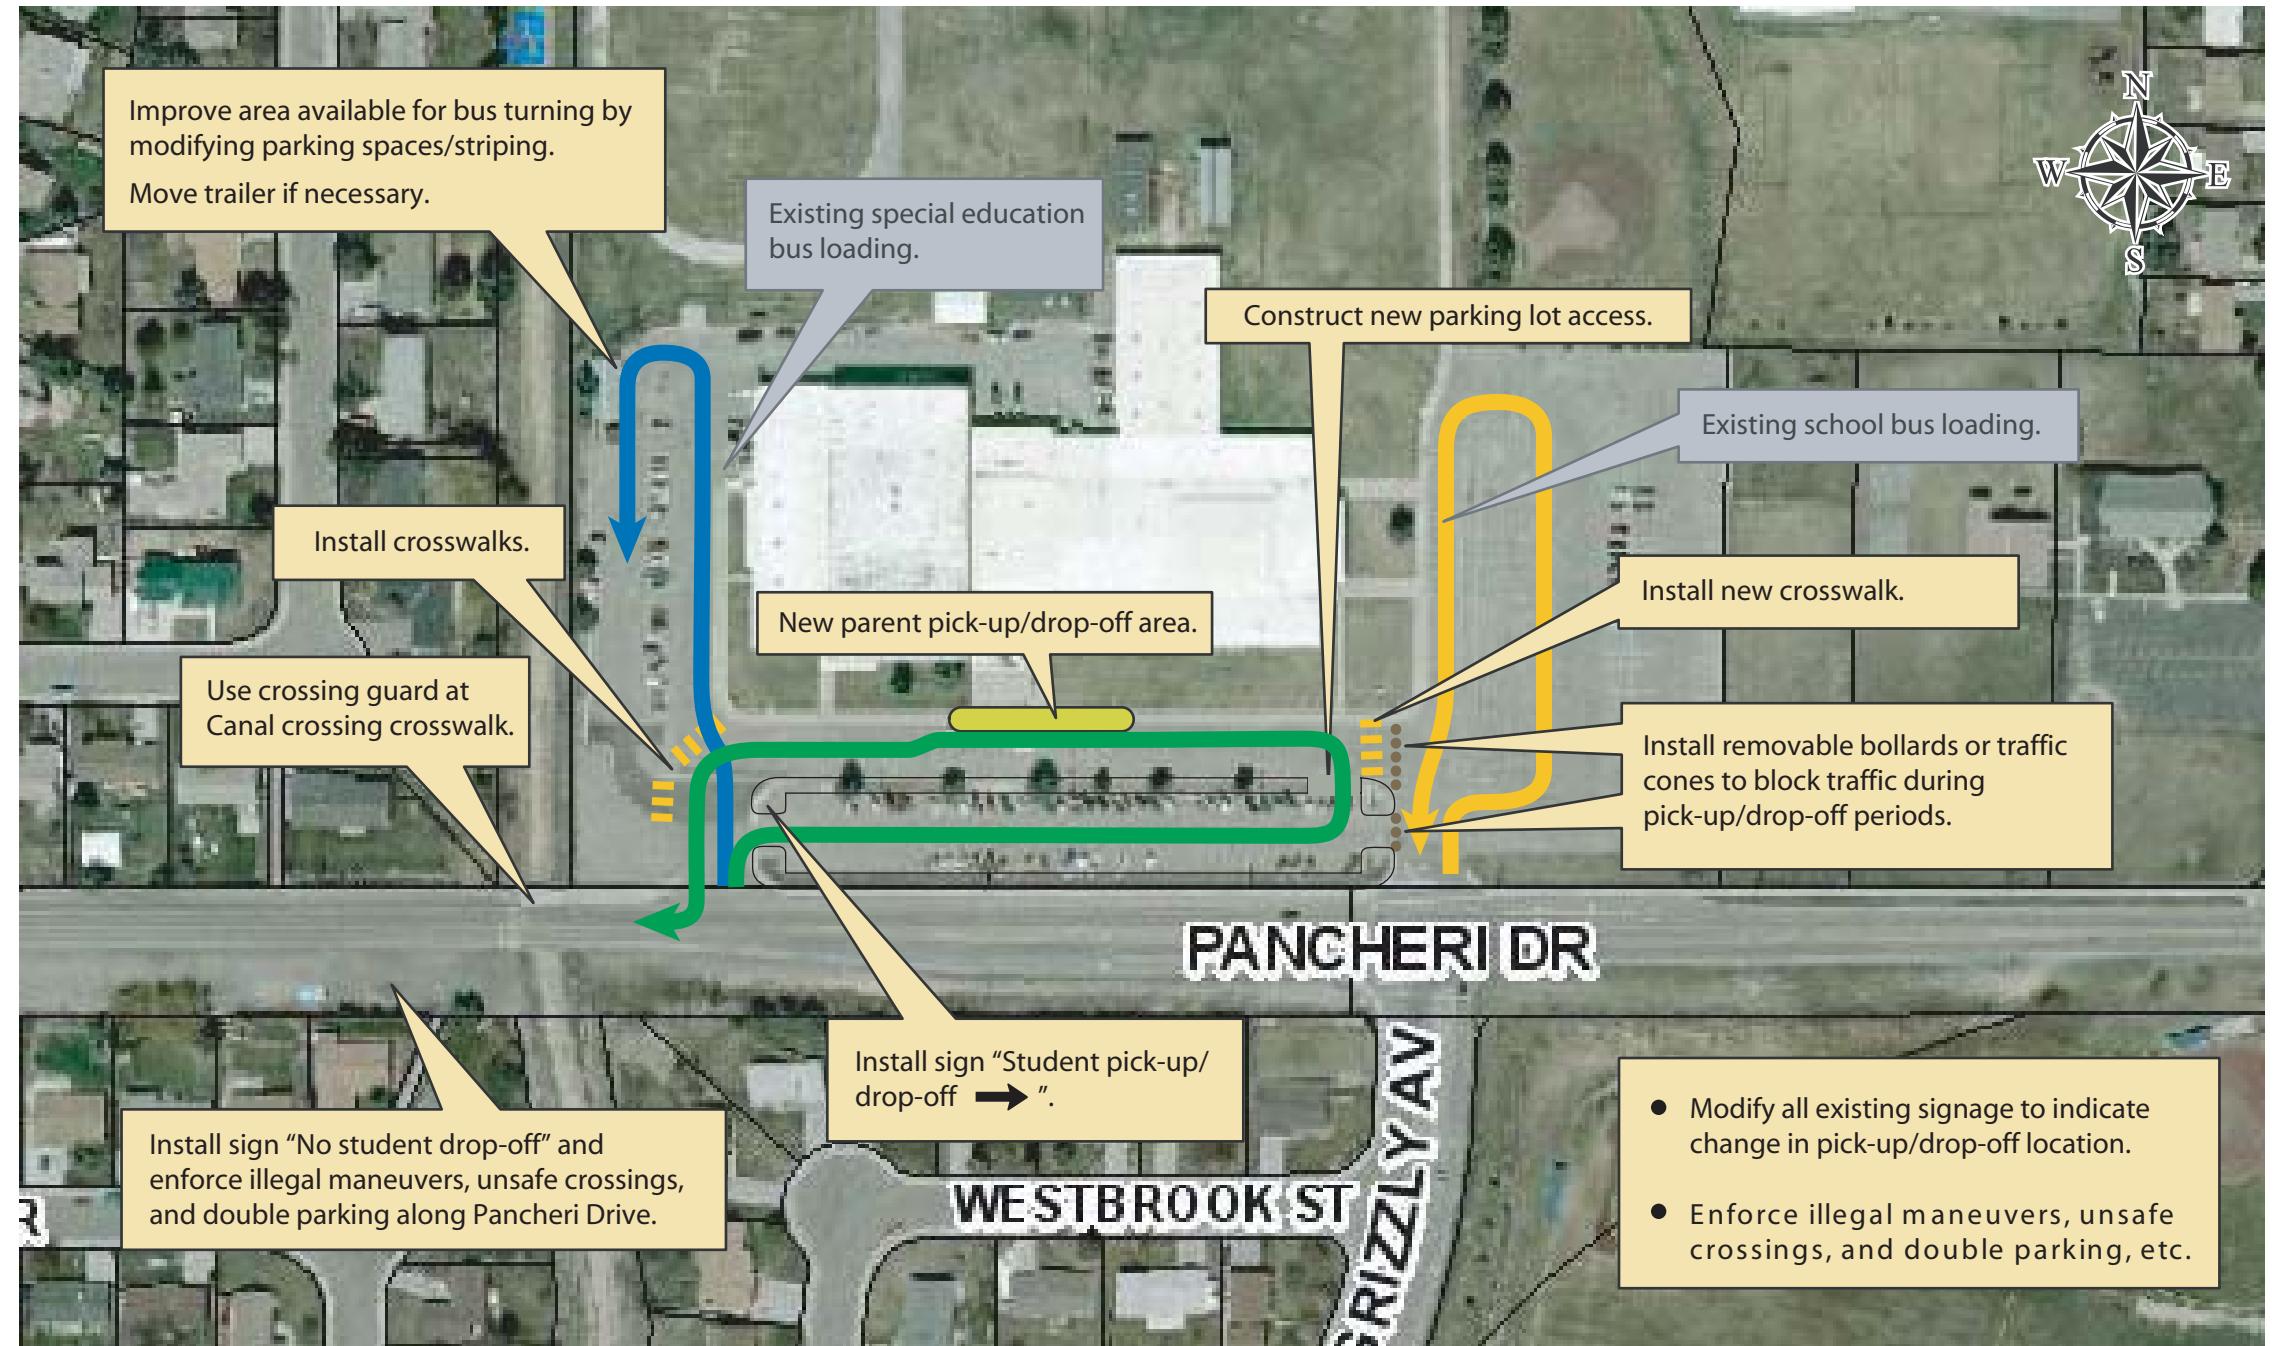 Improve area available for bus turning by
modifying parking spaces/striping.
Move trailer if necessary.
N
W
E
S
Existing special education
bus loading.
Construct new parking lot access.
Existing school bus loading.
Install crosswalks.
Install new crosswalk.
New parent pick-up/drop-off area.
Use crossing guard at
Canal crossing crosswalk.
Install removable bollards or traffic
cones to block traffic during
pick-up/drop-off periods.
PANCHERI DR
Install sign “Student pick-up/
drop-off ➡ ”.
GRIZZLY AV
Install sign “No student drop-off” and
enforce illegal maneuvers, unsafe crossings,
and double parking along Pancheri Drive.
WESTBROOK ST
R
● Modify all existing signage to indicate
change in pick-up/drop-off location.
● Enforce illegal maneuvers, unsafe
crossings, and double parking, etc.